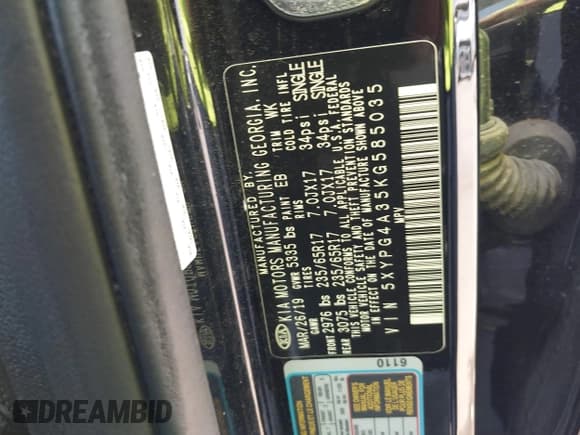 MANUFACTURED BY
KIA KIA MOTORS MANUFACTURING GEORGIA, INC.
MAR/26/19 GVWR 5335 lbs PAINT EB TRIM WK
GAWR TIRES RIMS COLD TIRE INFL
FRONT 2976 lbs 235/65R17 7.0JX17 34psi SINGLE
REAR 3075 lbs 235/65R17 7.0JX17 34psi SINGLE
THIS VEHICLE CONFORMS TO ALL APPLICABLE U.S.A. FEDERAL
MOTOR VEHICLE SAFETY AND THEFT PREVENTION STANDARDS
IN EFFECT ON THE DATE OF MANUFACTURE SHOWN ABOVE
VIN 5XYPG4A35KG585035
MPV
6110
DREAMBID